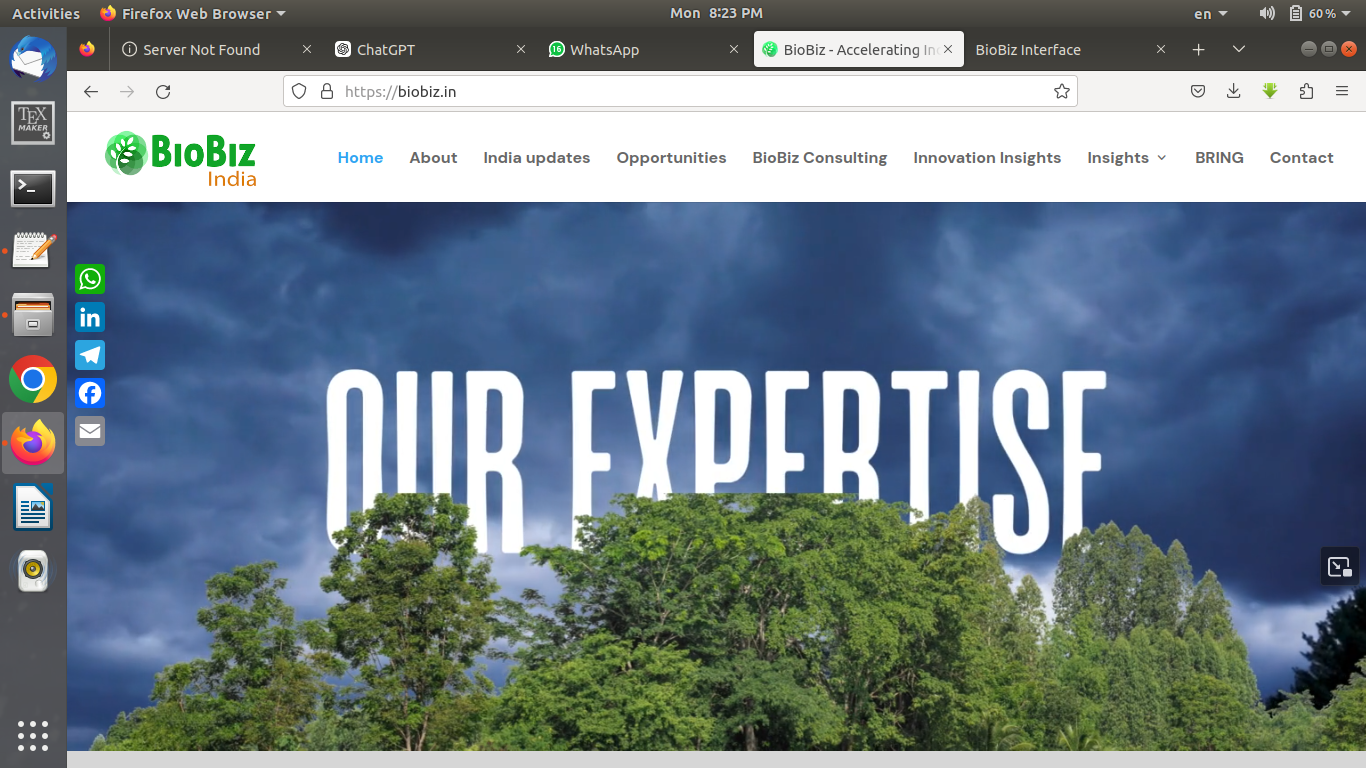 Activities Firefox Web Browser Mon 8:23 PM en 60 %
Server Not Found ChatGPT 16 WhatsApp BioBiz - Accelerating In BioBiz Interface
https://biobiz.in
BIOBIZ
India
Home About India updates Opportunities BioBiz Consulting Innovation Insights Insights BRING Contact
TEX
MAKER
in
OUR EXPERTISE